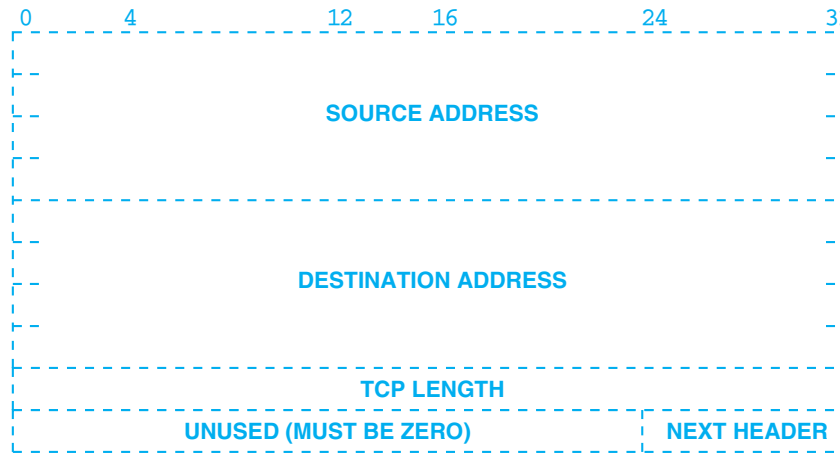 0 4 12 16 24 3
SOURCE ADDRESS
DESTINATION ADDRESS
TCP LENGTH
UNUSED (MUST BE ZERO) NEXT HEADER